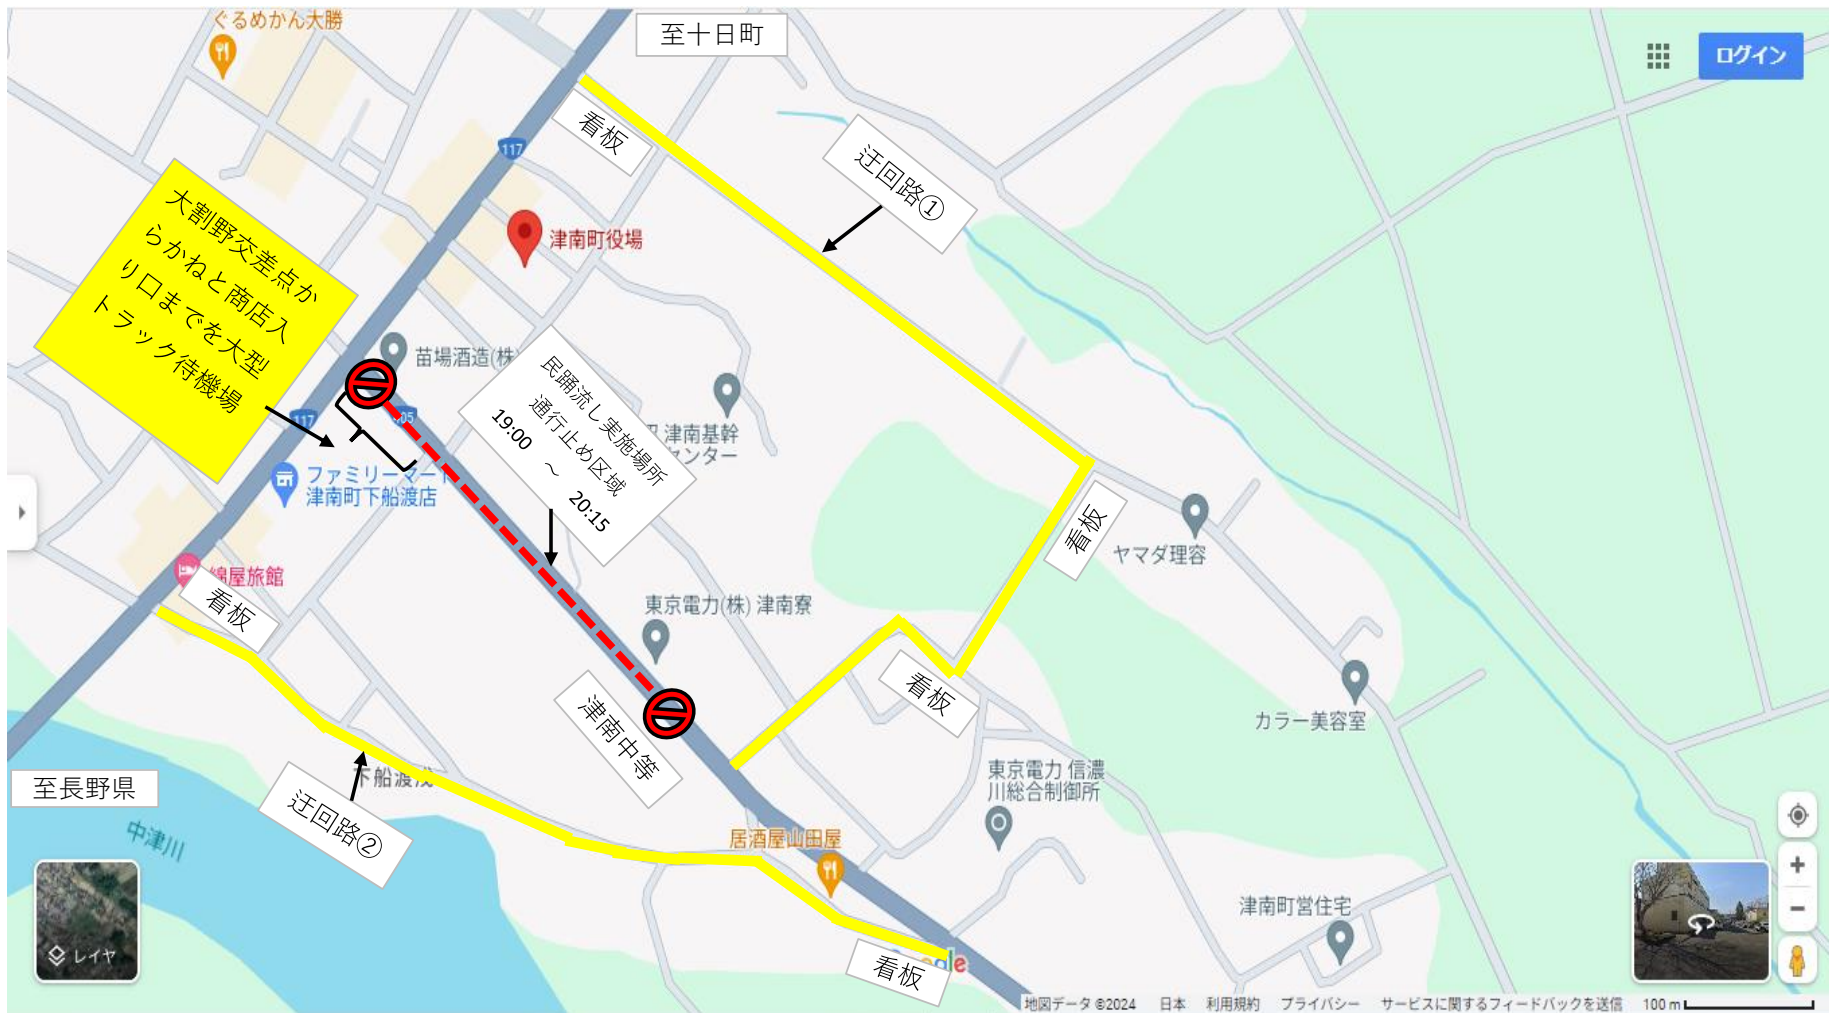 ぐるめかん大勝
至十日町
ログイン
看板
117
迂回路①
大割野交差点か
らかねと商店入
り口までを大型
トラック待機場
津南町役場
苗場酒造(株
民踊流し実施場所
通行止め区域
19:00 ～ 20:15
117
05
津南基幹
ンター
ファミリーマート
津南町下船渡店
看板
ヤマダ理容
綿屋旅館
看板
東京電力(株) 津南寮
看板
津南中等
カラー美容室
至長野県
下船渡
迂回路②
東京電力 信濃
川総合制御所
中津川
居酒屋山田屋
津南町営住宅
レイヤ
看板
gle
地図データ ©2024 日本 利用規約 プライバシー サービスに関するフィードバックを送信 100 m